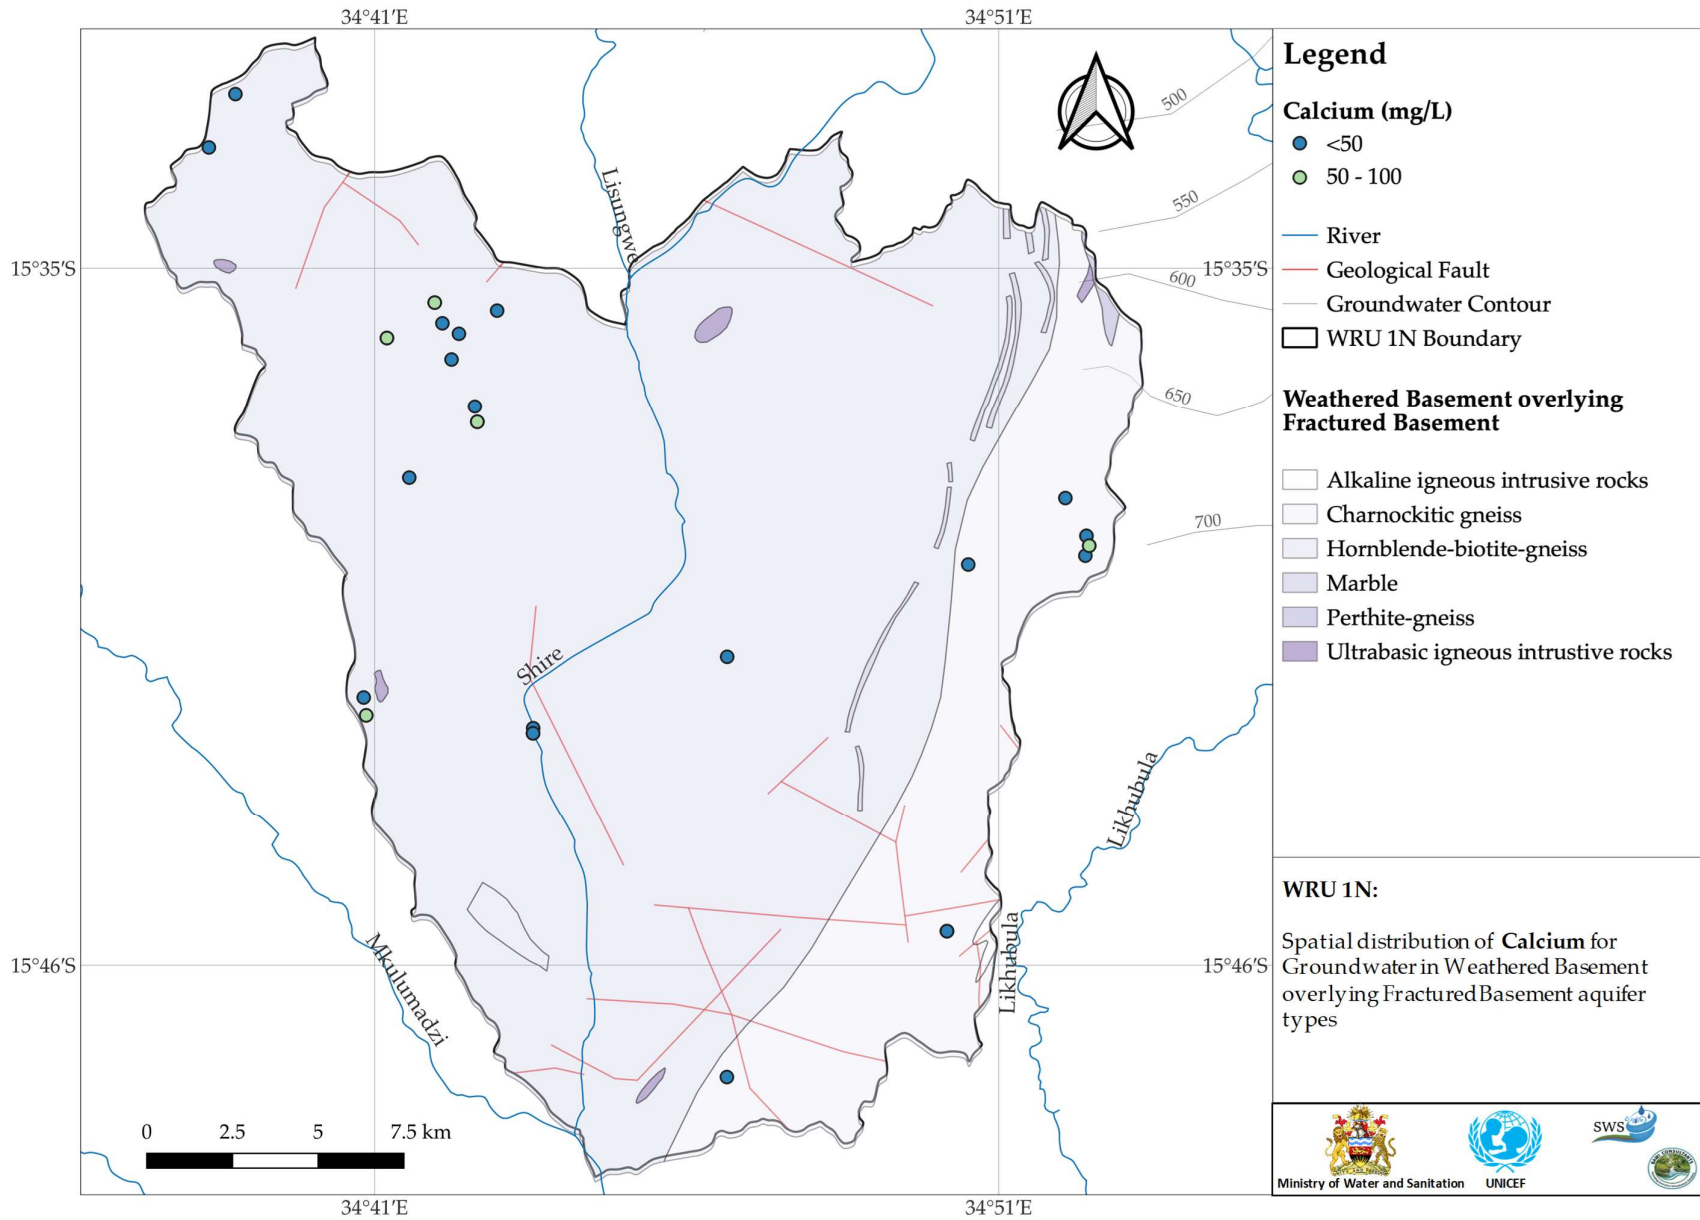 34°41′E
34°51′E
Legend
Calcium (mg/L)
<50
50 - 100
River
Geological Fault
Groundwater Contour
WRU 1N Boundary
Weathered Basement overlying
Fractured Basement
Alkaline igneous intrusive rocks
Charnockitic gneiss
Hornblende-biotite-gneiss
Marble
Perthite-gneiss
Ultrabasic igneous intrustive rocks
500
550
600
650
700
15°35′S
15°35′S
Lisungwe
Shire
Likhubula
Likhubula
Mkulumadzi
15°46′S
15°46′S
WRU 1N:
Spatial distribution of Calcium for
Groundwater in Weathered Basement
overlying Fractured Basement aquifer
types
0 2.5 5 7.5 km
SWS
Ministry of Water and Sanitation
UNICEF
34°41′E
34°51′E